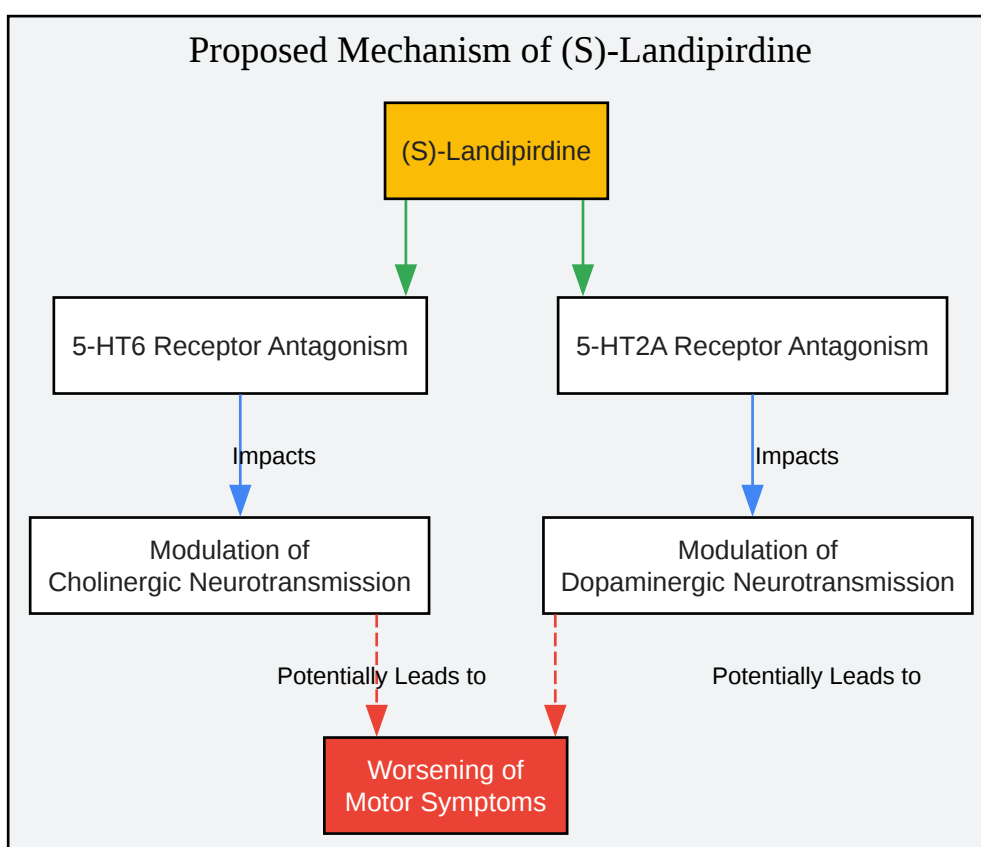 Proposed Mechanism of (S)-Landipirdine
(S)-Landipirdine
5-HT6 Receptor Antagonism
5-HT2A Receptor Antagonism
Impacts
Impacts
Modulation of
Cholinergic Neurotransmission
Modulation of
Dopaminergic Neurotransmission
Potentially Leads to
Potentially Leads to
Worsening of
Motor Symptoms